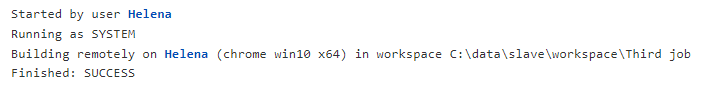 Started by user Helena
Running as SYSTEM
Building remotely on Helena (chrome win10 x64) in workspace C:\data\slave\workspace\Third job
Finished: SUCCESS